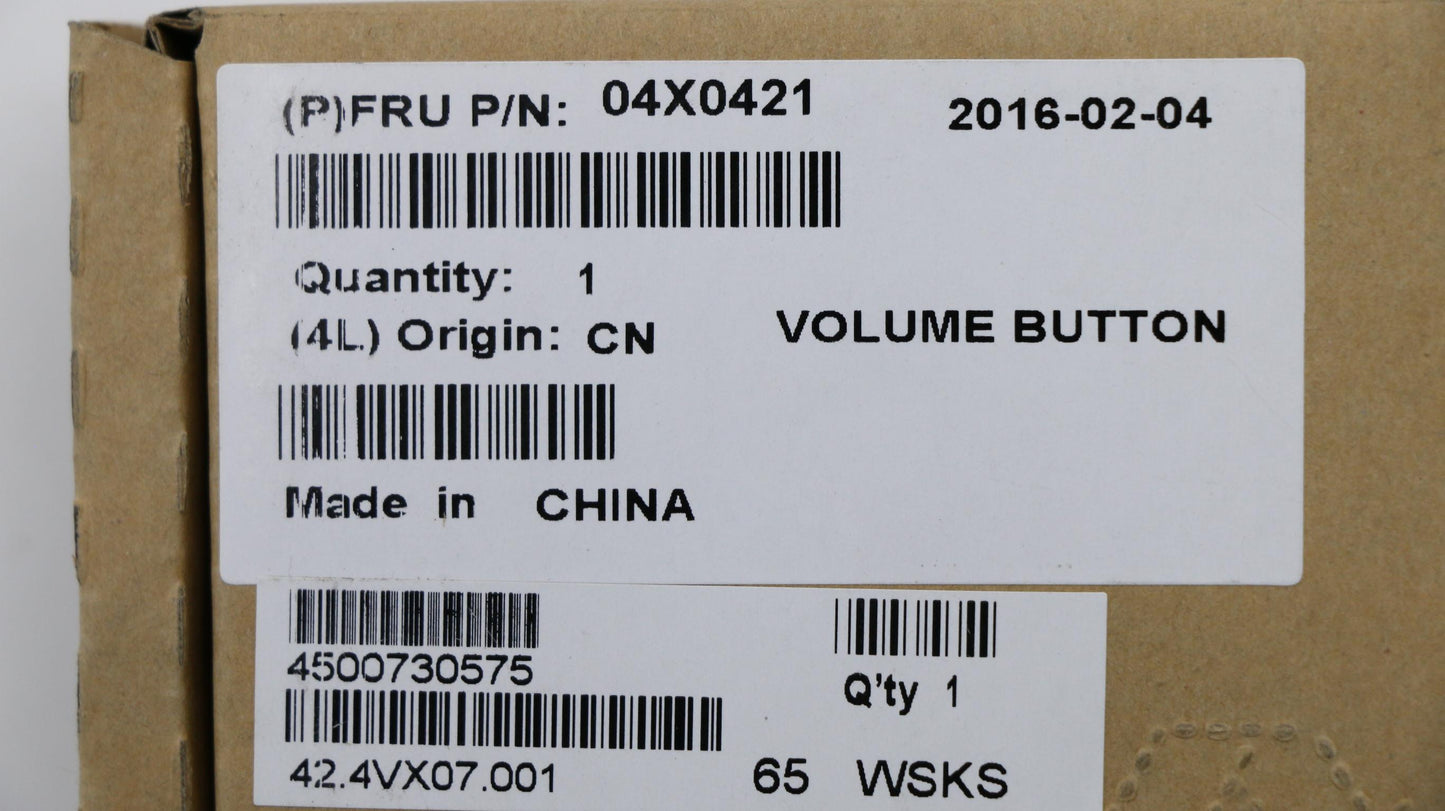 (P)FRU P/N: 04X0421 2016-02-04
Quantity: 1
(4L) Origin: CN VOLUME BUTTON
Made in CHINA
4500730575
Q'ty 1
42.4VX07.001 65 WSKS